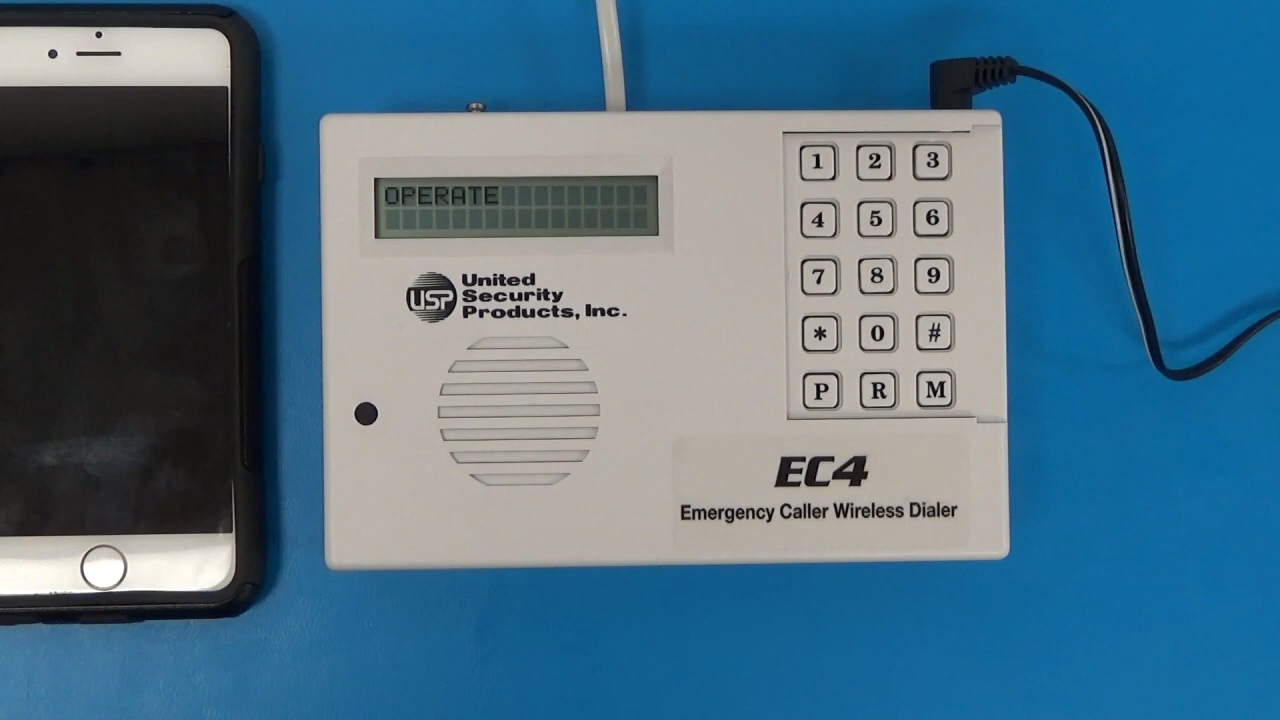 OPERATE
USP
United
Security
Products, Inc.
1 2 3
4 5 6
7 8 9
* 0 #
P R M
EC4
Emergency Caller Wireless Dialer